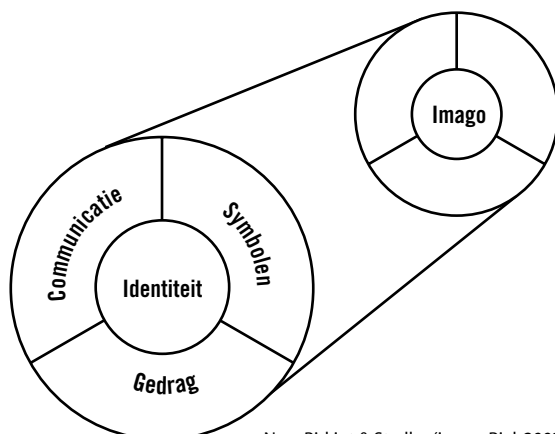 Imago
Communicatie
Symbolen
Identiteit
Gedrag